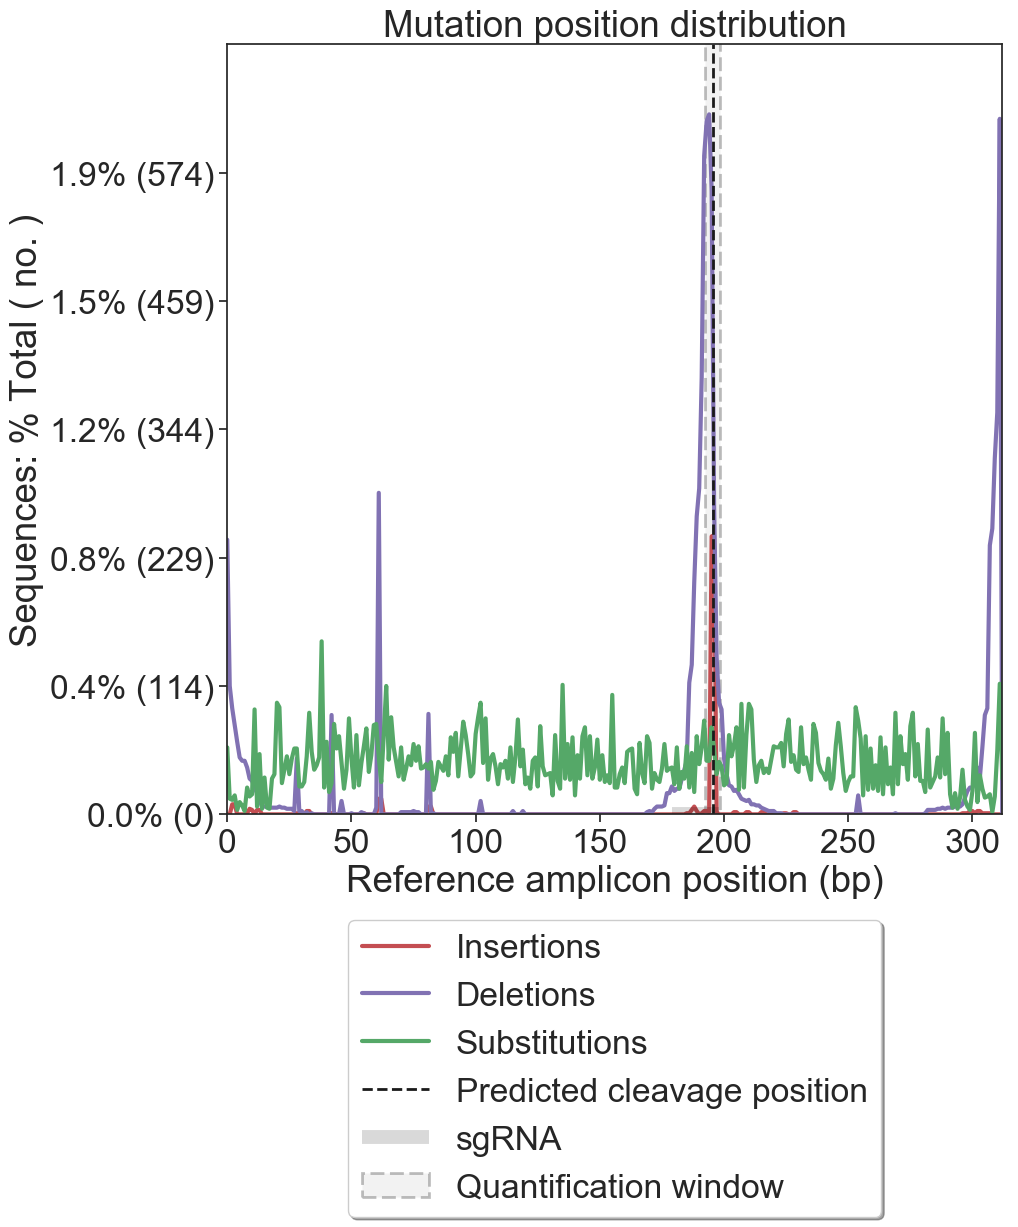 Mutation position distribution
Sequences: % Total ( no. )
1.9% (574)
1.5% (459)
1.2% (344)
0.8% (229)
0.4% (114)
0.0% (0)
0 50 100 150 200 250 300
Reference amplicon position (bp)
Insertions
Deletions
Substitutions
Predicted cleavage position
sgRNA
Quantification window